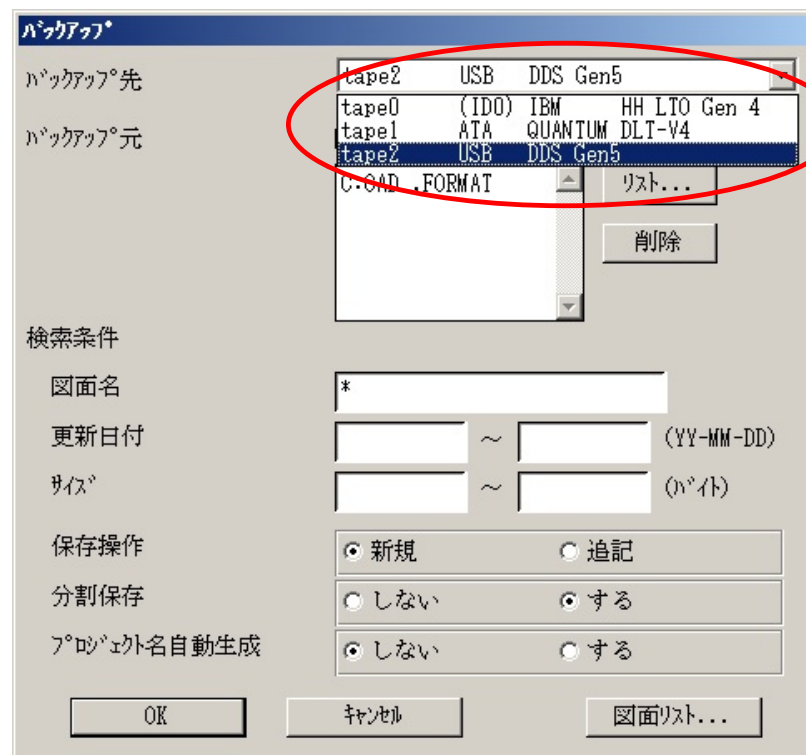 ﾊﾞｯｸｱｯﾌﾟ
ﾊﾞｯｸｱｯﾌﾟ先 tape2 USB DDS Gen5
tape0 (ID0) IBM HH LTO Gen 4
ﾊﾞｯｸｱｯﾌﾟ元 tape1 ATA QUANTUM DLT-V4
tape2 USB DDS Gen5
C:CAD .FORMAT ﾘｽﾄ...
削除
検索条件
図面名 *
更新日付 ～ (YY-MM-DD)
ｻｲｽﾞ ～ (ﾊﾞｲﾄ)
保存操作 新規 追記
分割保存 しない する
ﾌﾟﾛｼﾞｪｸﾄ名自動生成 しない する
OK ｷｬﾝｾﾙ 図面ﾘｽﾄ...